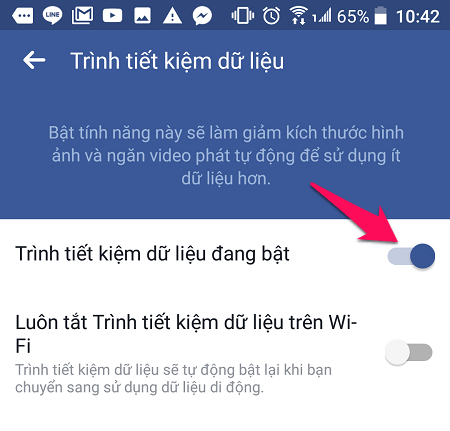 LINE
65% 10:42
Trình tiết kiệm dữ liệu
Bật tính năng này sẽ làm giảm kích thước hình
ảnh và ngăn video phát tự động để sử dụng ít
dữ liệu hơn.
Trình tiết kiệm dữ liệu đang bật
Luôn tắt Trình tiết kiệm dữ liệu trên Wi-
Fi
Trình tiết kiệm dữ liệu sẽ tự động bật lại khi bạn
chuyển sang sử dụng dữ liệu di động.